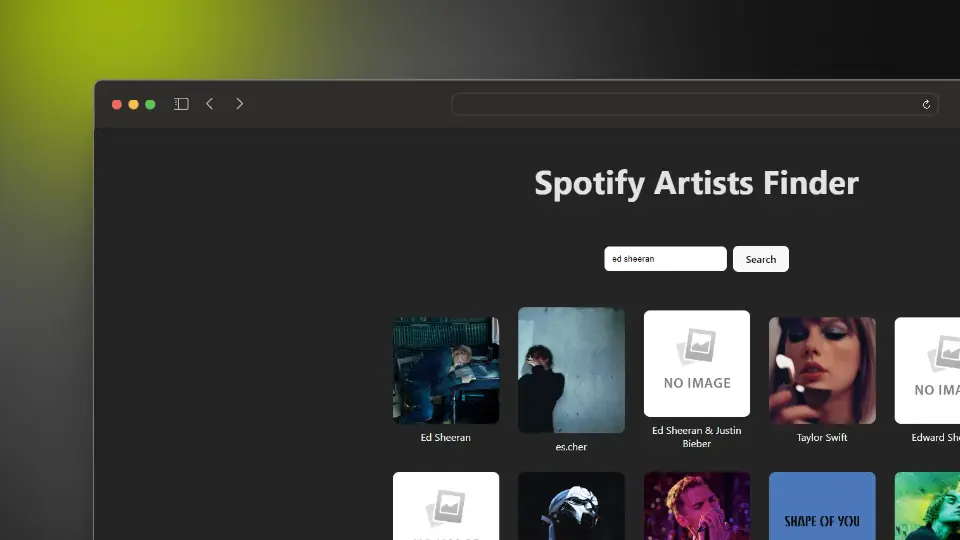 Spotify Artists Finder
ed sheeran
Search
NO IMAGE
NO IMA
Ed Sheeran
es.cher
Ed Sheeran & Justin
Bieber
Taylor Swift
Edward She
SHAPE OF YOU